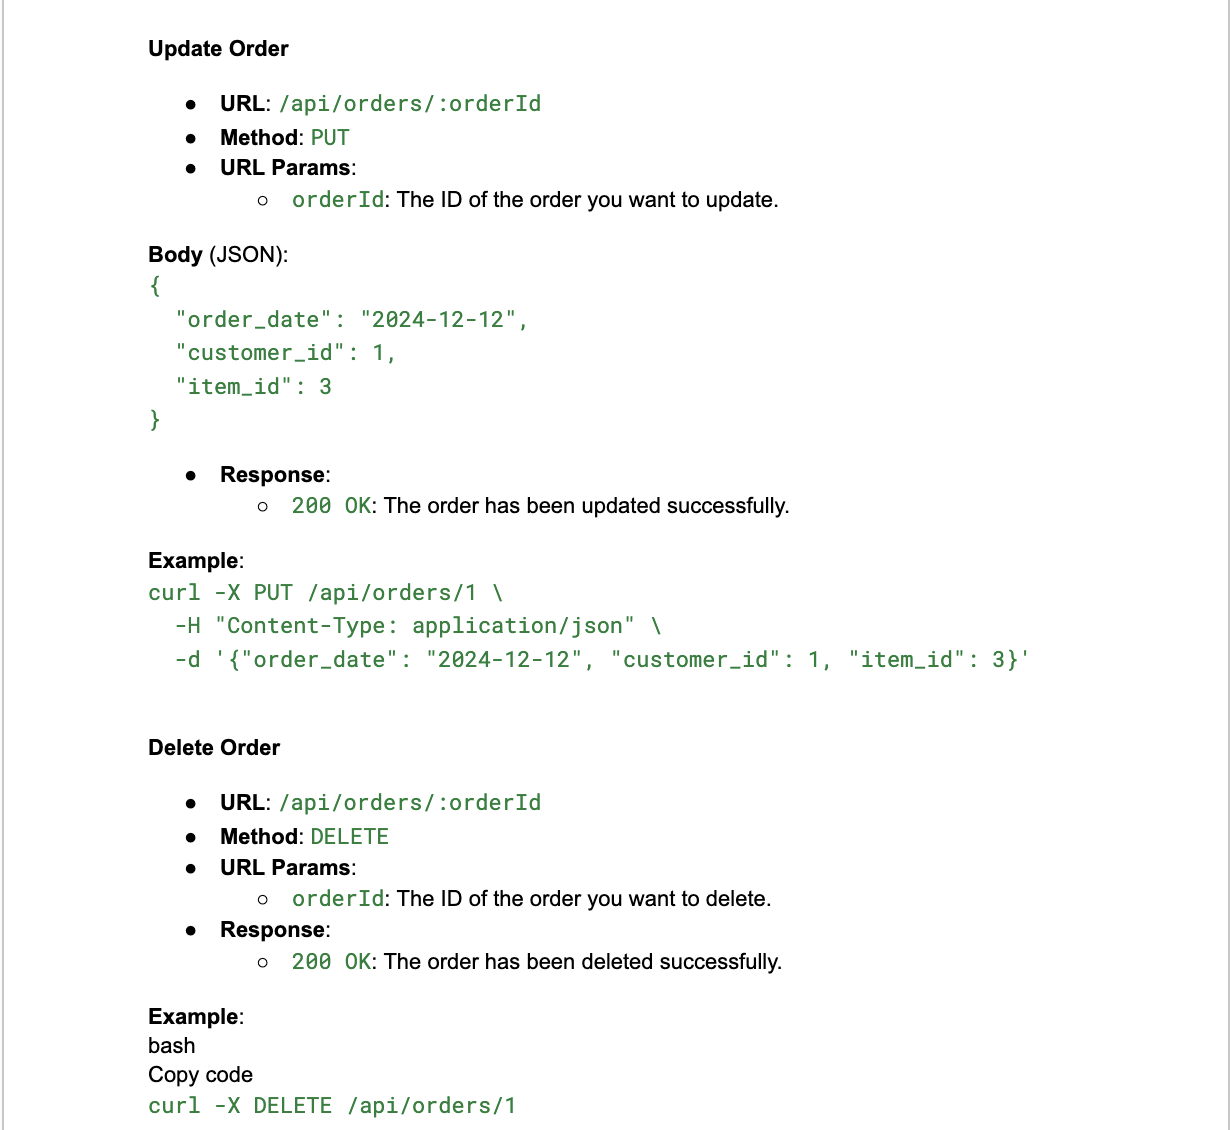 Update Order
● URL: /api/orders/:orderId
● Method: PUT
● URL Params:
○ orderId: The ID of the order you want to update.
Body (JSON):
{
  "order_date": "2024-12-12",
  "customer_id": 1,
  "item_id": 3
}
● Response:
○ 200 OK: The order has been updated successfully.
Example:
curl -X PUT /api/orders/1 \
  -H "Content-Type: application/json" \
  -d '{"order_date": "2024-12-12", "customer_id": 1, "item_id": 3}'
Delete Order
● URL: /api/orders/:orderId
● Method: DELETE
● URL Params:
○ orderId: The ID of the order you want to delete.
● Response:
○ 200 OK: The order has been deleted successfully.
Example:
bash
Copy code
curl -X DELETE /api/orders/1